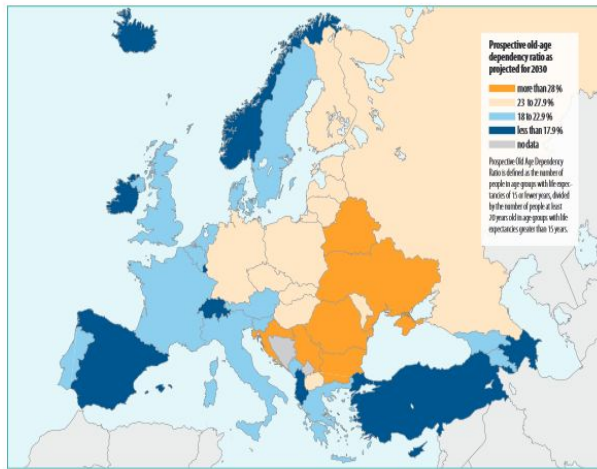 Prospective old-age
dependency ratio as
projected for 2030
more than 28 %
23 to 27.9 %
18 to 22.9 %
less than 17.9 %
no data
Prospective Old Age Dependency
Ratio is defined as the number of
people in age-groups with life expec-
tancies of 15 or fewer years, divided
by the number of people at least
20 years old in age-groups with life
expectancies greater than 15 years.